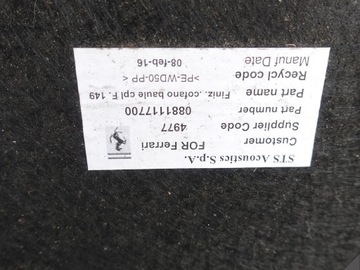 STS Acoustics S.p.A.
Customer FOR Ferrari
Supplier Code 4977
Part number 0881117700
Part name Finiz. .cofano baule cpl F. 149
Recycl code >PE-WD50-PP <
Manuf Date 08-feb-16